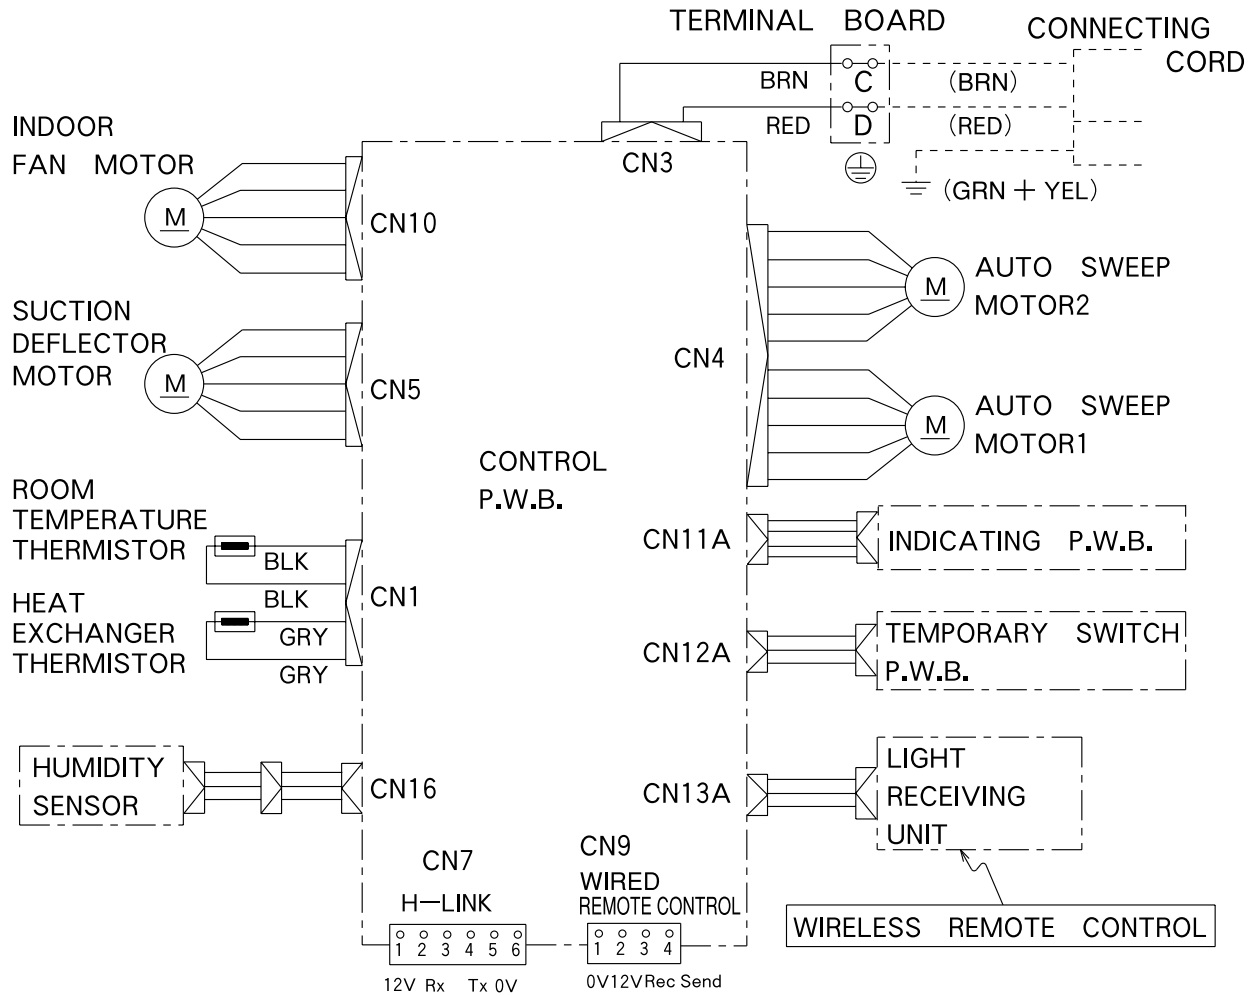 TERMINAL BOARD
CONNECTING
CORD
BRN
C
(BRN)
RED
D
(RED)
(GRN + YEL)
CN3
INDOOR
FAN MOTOR
M
CN10
SUCTION
DEFLECTOR
MOTOR
M
CN5
AUTO SWEEP
MOTOR2
M
CN4
AUTO SWEEP
MOTOR1
M
CONTROL
P.W.B.
ROOM
TEMPERATURE
THERMISTOR
BLK
BLK
CN1
HEAT
EXCHANGER
THERMISTOR
GRY
GRY
CN11A
INDICATING P.W.B.
CN12A
TEMPORARY SWITCH
P.W.B.
HUMIDITY
SENSOR
CN16
CN13A
LIGHT
RECEIVING
UNIT
CN7
H-LINK
1 2 3 4 5 6
12V Rx Tx 0V
CN9
WIRED
REMOTE CONTROL
1 2 3 4
0V12VRec Send
WIRELESS REMOTE CONTROL